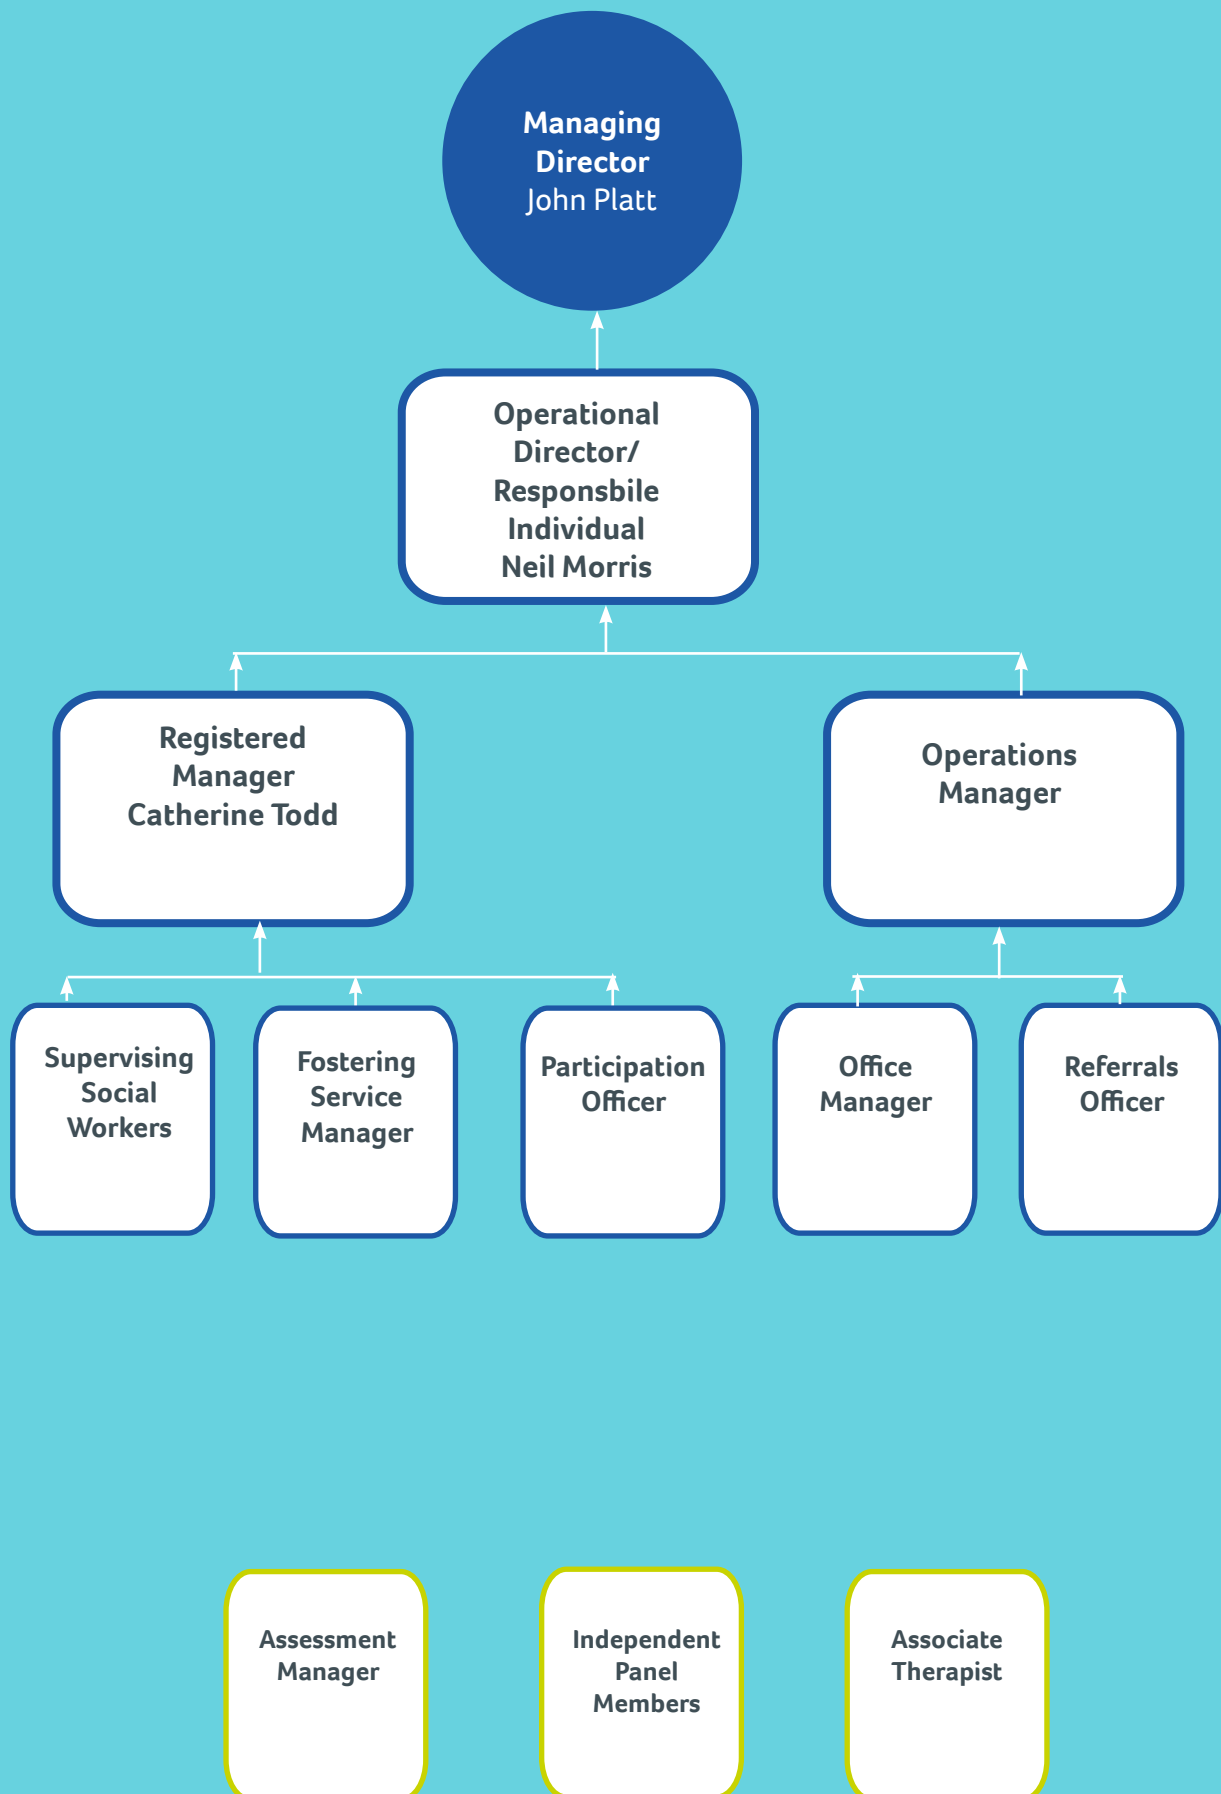 Managing
Director
John Platt
Operational
Director/
Responsbile
Individual
Neil Morris
Registered
Manager
Catherine Todd
Operations
Manager
Supervising
Social
Workers
Fostering
Service
Manager
Participation
Officer
Office
Manager
Referrals
Officer
Assessment
Manager
Independent
Panel
Members
Associate
Therapist